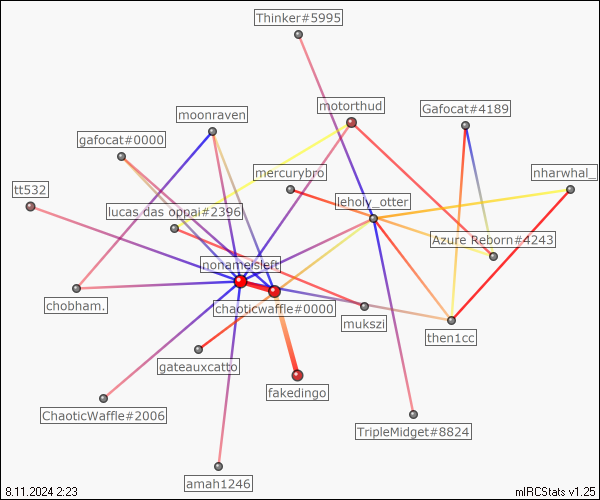 Thinker#5995
motorthud
Gafocat#4189
moonraven
gafocat#0000
mercurybro
nharwhal_
tt532
leholy_otter
lucas das oppai#2396
Azure Reborn#4243
nonameisleft
chobham.
chaoticwaffle#0000
mukszi
then1cc
gateauxcatto
fakedingo
ChaoticWaffle#2006
TripleMidget#8824
amah1246
8.11.2024 2:23
mIRCStats v1.25